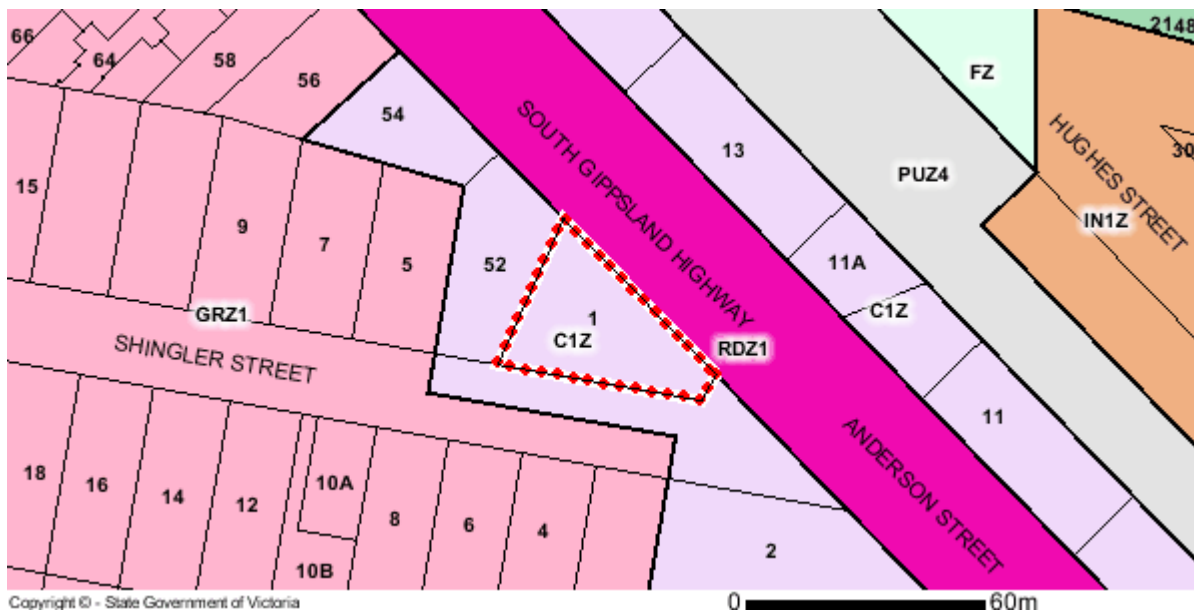 66
64
58
56
54
13
FZ
2148
HUGHES STREET
30
IN1Z
PUZ4
SOUTH GIPPSLAND HIGHWAY
15
9
7
5
52
11A
C1Z
GRZ1
1
C1Z
RDZ1
SHINGLER STREET
11
ANDERSON STREET
18
16
14
12
10A
10B
8
6
4
2
Copyright © - State Government of Victoria
0 60m